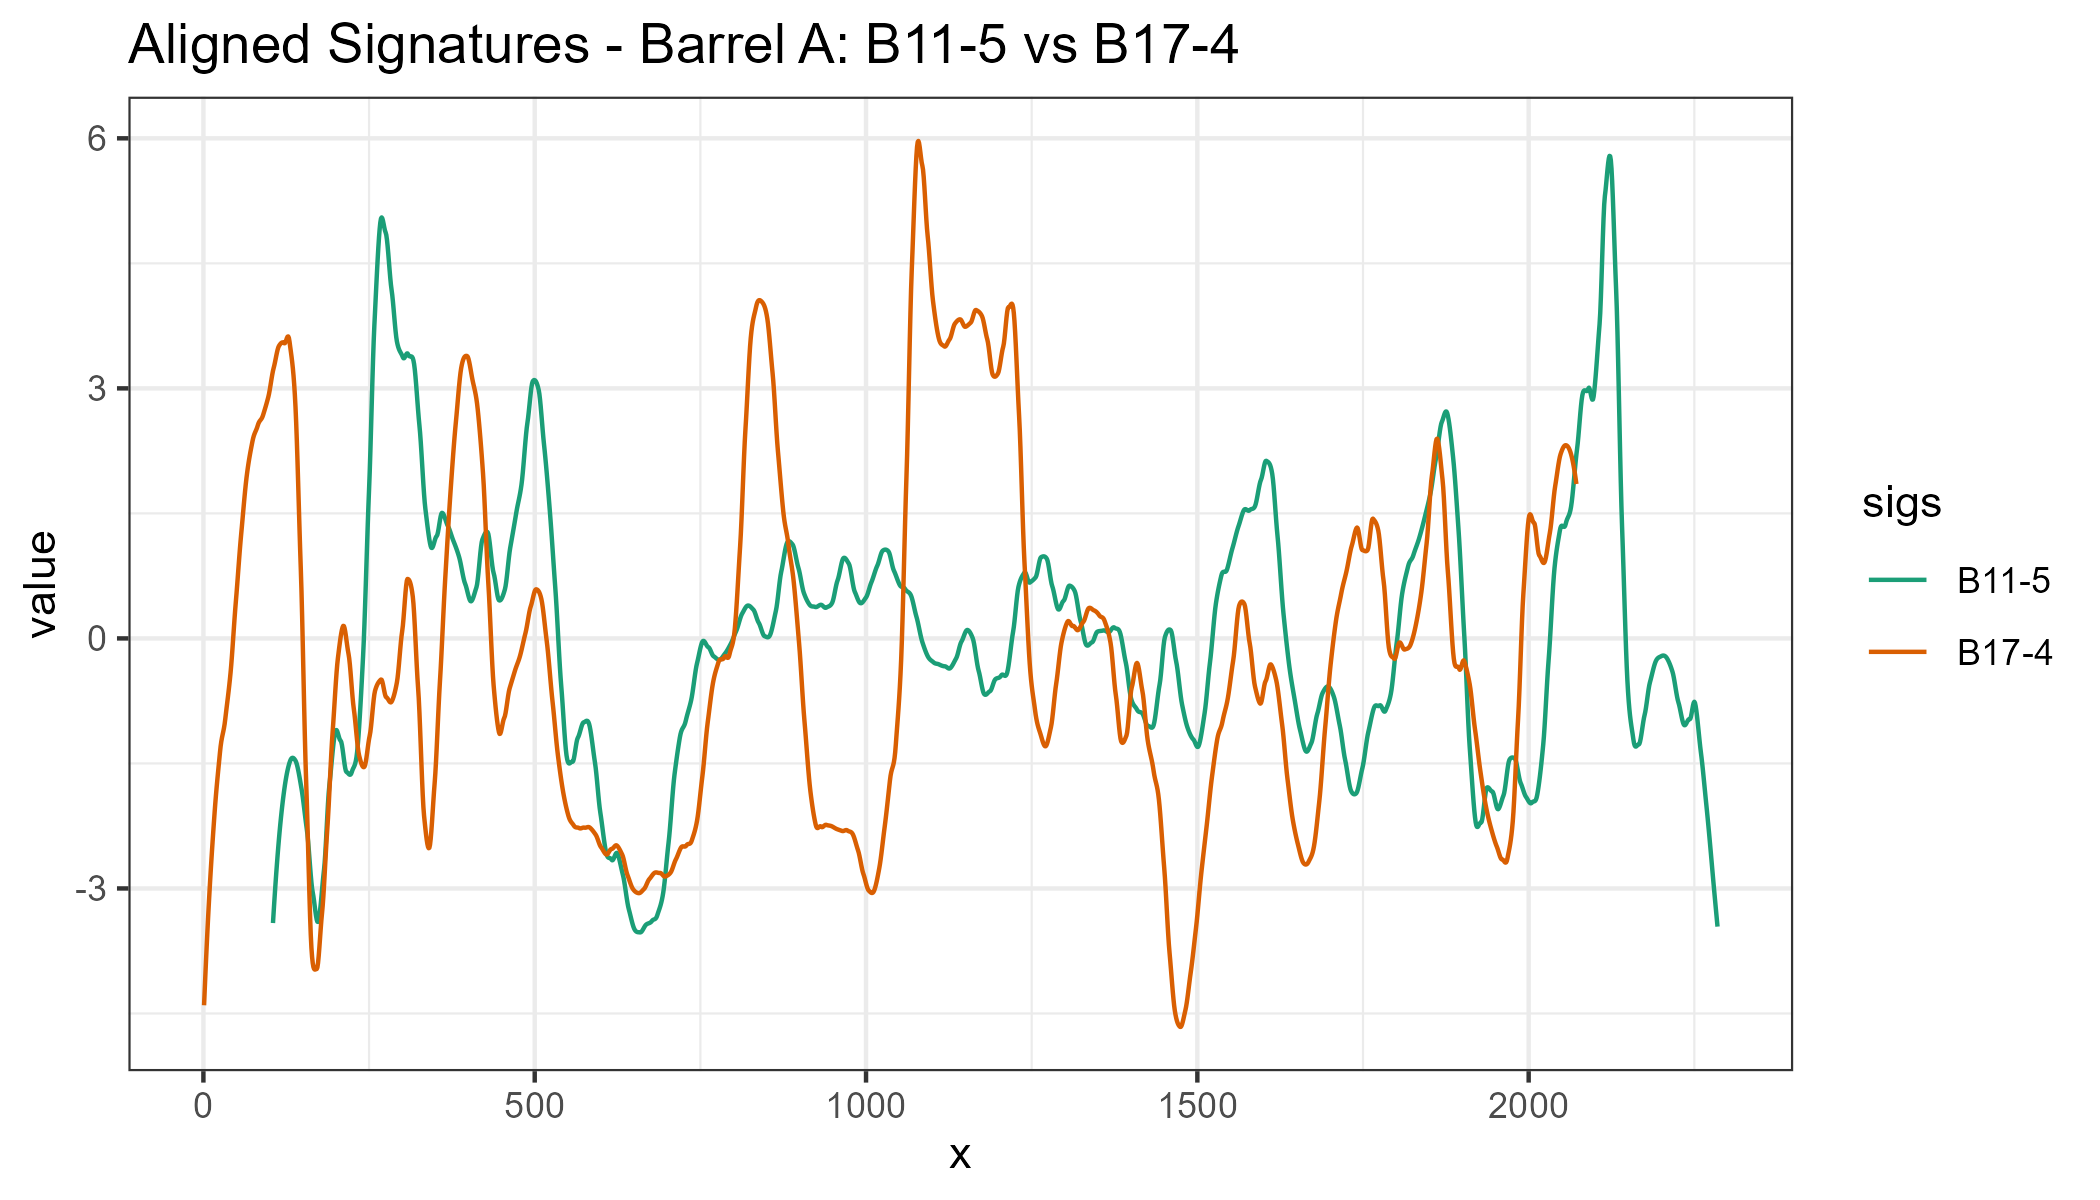 Aligned Signatures - Barrel A: B11-5 vs B17-4
6
3
0
-3
value
0 500 1000 1500 2000
x
sigs
B11-5
B17-4